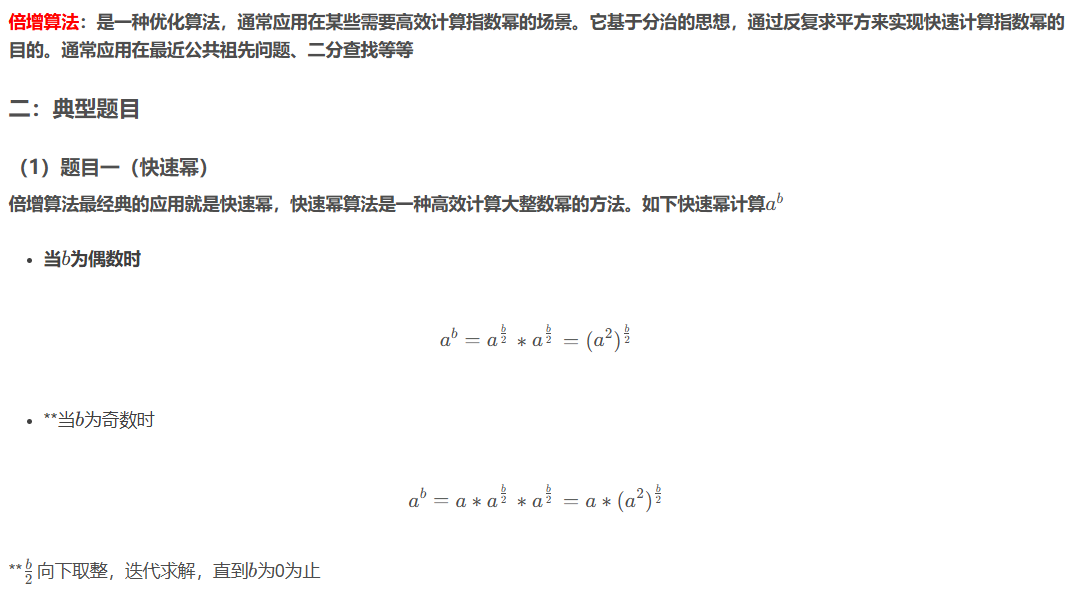 倍增算法：是一种优化算法，通常应用在某些需要高效计算指数幂的场景。它基于分治的思想，通过反复求平方来实现快速计算指数幂的
目的。通常应用在最近公共祖先问题、二分查找等等
二：典型题目
（1）题目一（快速幂）
倍增算法最经典的应用就是快速幂，快速幂算法是一种高效计算大整数幂的方法。如下快速幂计算$a^b$
• 当$b$为偶数时
$a^b = a^{\frac{b}{2}} * a^{\frac{b}{2}} = (a^2)^{\frac{b}{2}}$
• **当$b$为奇数时
$a^b = a * a^{\frac{b}{2}} * a^{\frac{b}{2}} = a * (a^2)^{\frac{b}{2}}$
**$\frac{b}{2}$ 向下取整，迭代求解，直到$b$为0为止